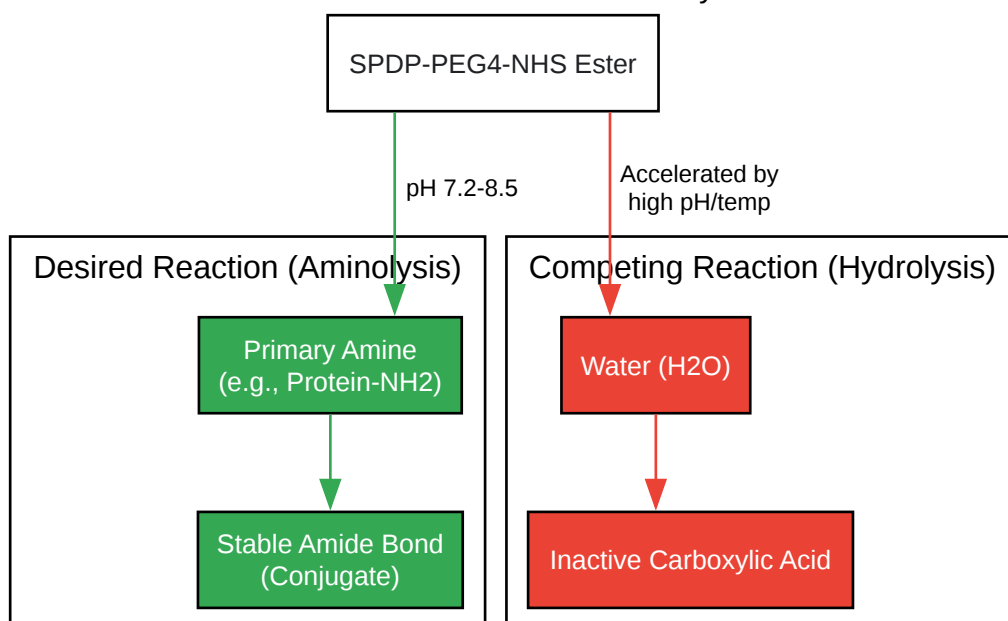 SPDP-PEG4-NHS Ester
pH 7.2-8.5
Accelerated by
high pH/temp
Desired Reaction (Aminolysis)
Competing Reaction (Hydrolysis)
Primary Amine
(e.g., Protein-NH2)
Water (H2O)
Stable Amide Bond
(Conjugate)
Inactive Carboxylic Acid